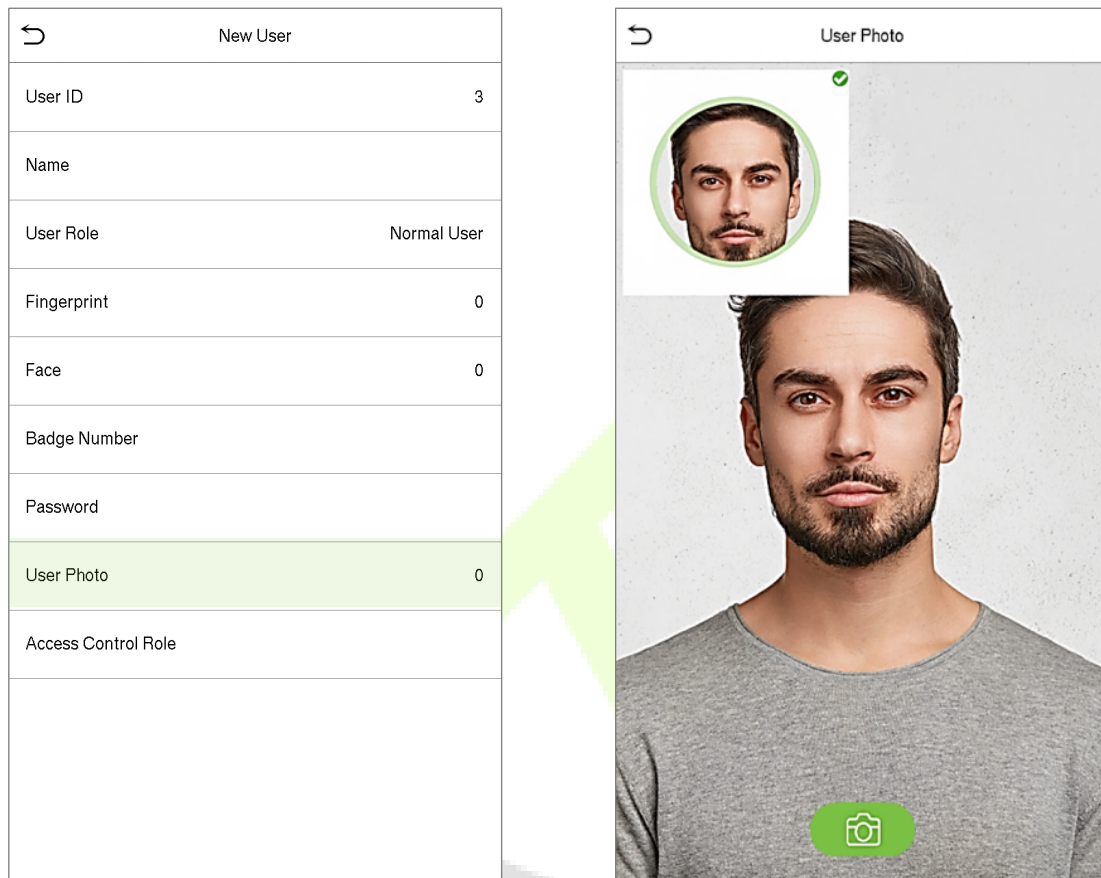 New User
User ID 3
Name
User Role Normal User
Fingerprint 0
Face 0
Badge Number
Password
User Photo 0
Access Control Role
User Photo